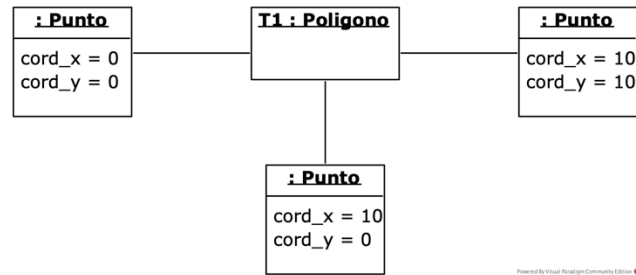 : Punto
cord_x = 0
cord_y = 0
T1 : Poligono
: Punto
cord_x = 10
cord_y = 10
: Punto
cord_x = 10
cord_y = 0
Powered By Visual Paradigm Community Edition